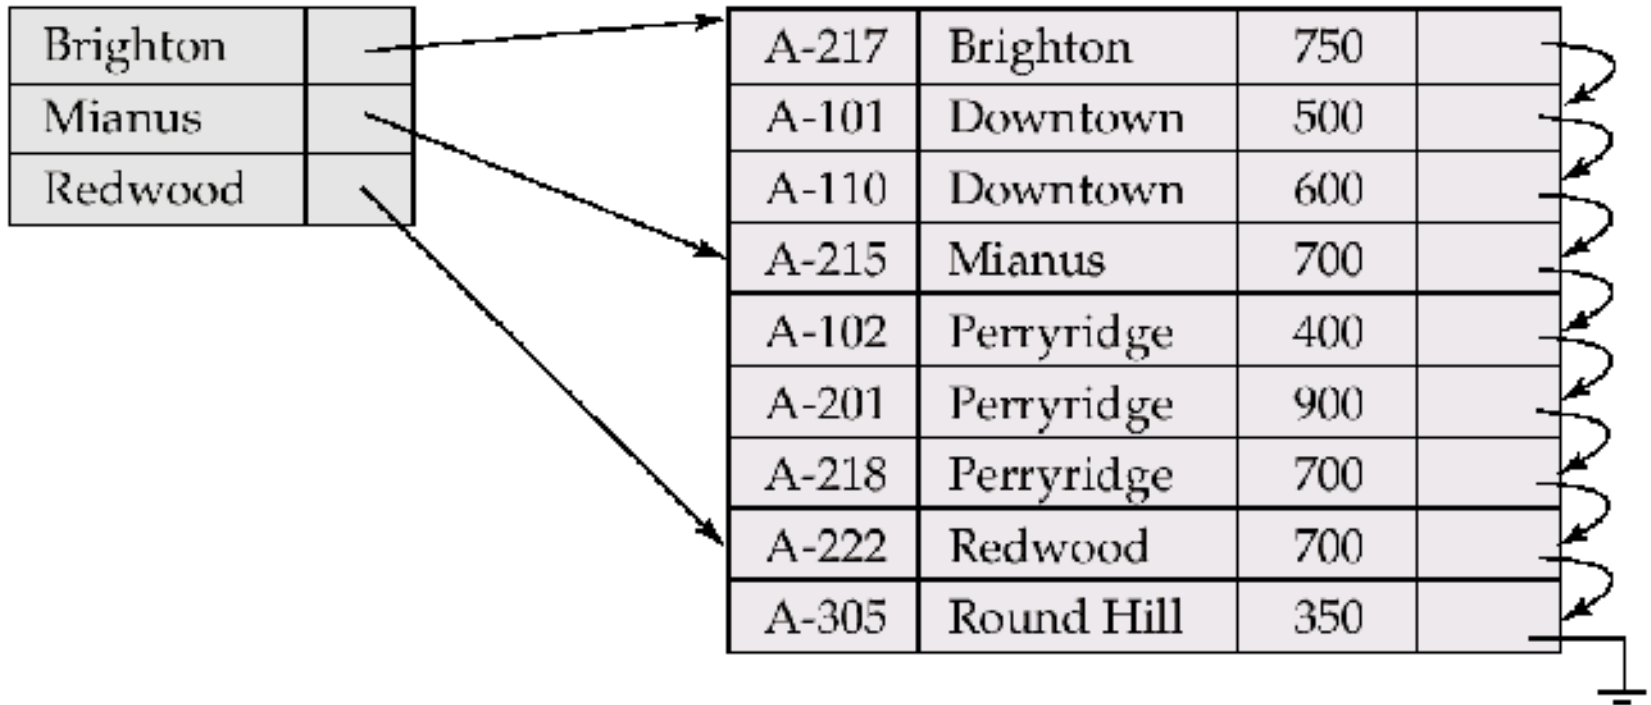 Brighton
Mianus
Redwood
A-217 Brighton 750
A-101 Downtown 500
A-110 Downtown 600
A-215 Mianus 700
A-102 Perryridge 400
A-201 Perryridge 900
A-218 Perryridge 700
A-222 Redwood 700
A-305 Round Hill 350